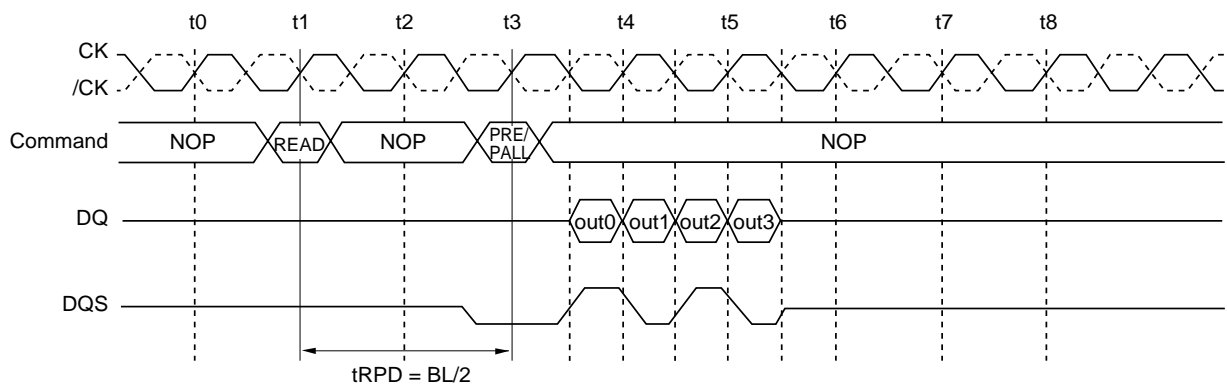 t0 t1 t2 t3 t4 t5 t6 t7 t8
CK
/CK
Command NOP READ NOP PRE/ PALL NOP
DQ out0 out1 out2 out3
DQS
tRPD = BL/2